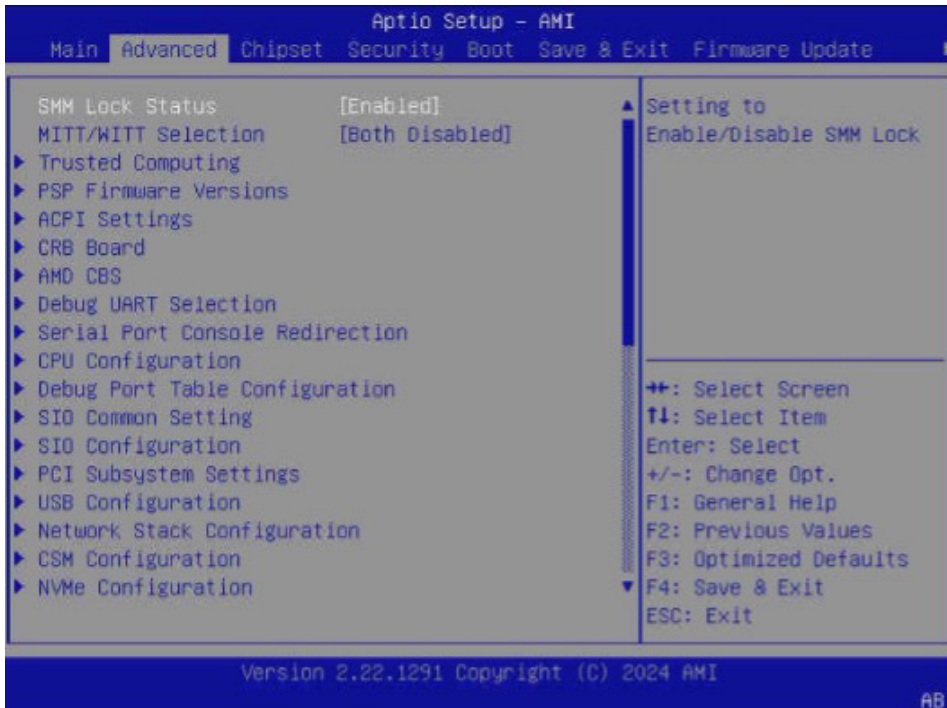 Aptio Setup – AMI
Main Advanced Chipset Security Boot Save & Exit Firmware Update
SMM Lock Status [Enabled]
MITT/WITT Selection [Both Disabled]
Trusted Computing
PSP Firmware Versions
ACPI Settings
CRB Board
AMD CBS
Debug UART Selection
Serial Port Console Redirection
CPU Configuration
Debug Port Table Configuration
SIO Common Setting
SIO Configuration
PCI Subsystem Settings
USB Configuration
Network Stack Configuration
CSM Configuration
NVMe Configuration
Setting to
Enable/Disable SMM Lock
→←: Select Screen
↑↓: Select Item
Enter: Select
+/-: Change Opt.
F1: General Help
F2: Previous Values
F3: Optimized Defaults
F4: Save & Exit
ESC: Exit
Version 2.22.1291 Copyright (C) 2024 AMI
AB